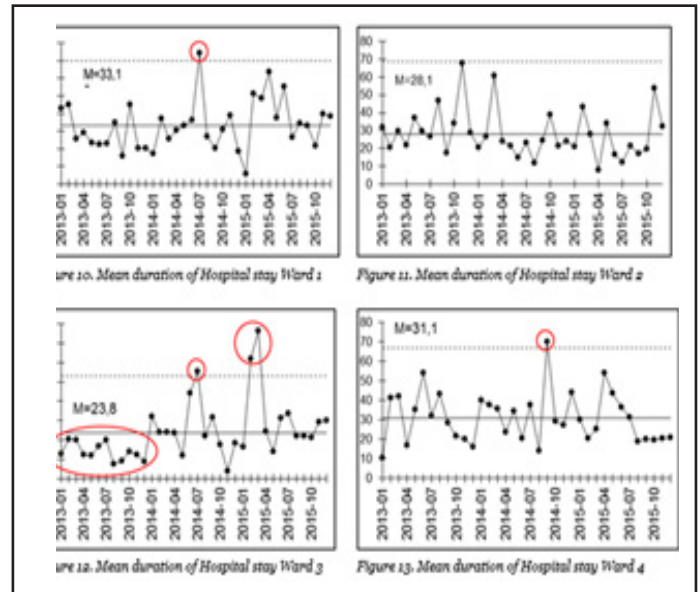 M=33,1
2013-01 2013-04 2013-07 2013-10 2014-01 2014-04 2014-07 2014-10 2015-01 2015-04 2015-07 2015-10
ure 10. Mean duration of Hospital stay Ward 1
80
70
60
50
40
30
20
10
0
M=28,1
2013-01 2013-04 2013-07 2013-10 2014-01 2014-04 2014-07 2014-10 2015-01 2015-04 2015-07 2015-10
Figure 11. Mean duration of Hospital stay Ward 2
M=23,8
2013-01 2013-04 2013-07 2013-10 2014-01 2014-04 2014-07 2014-10 2015-01 2015-04 2015-07 2015-10
ure 12. Mean duration of Hospital stay Ward 3
80
70
60
50
40
30
20
10
0
M=31,1
2013-01 2013-04 2013-07 2013-10 2014-01 2014-04 2014-07 2014-10 2015-01 2015-04 2015-07 2015-10
Figure 13. Mean duration of Hospital stay Ward 4